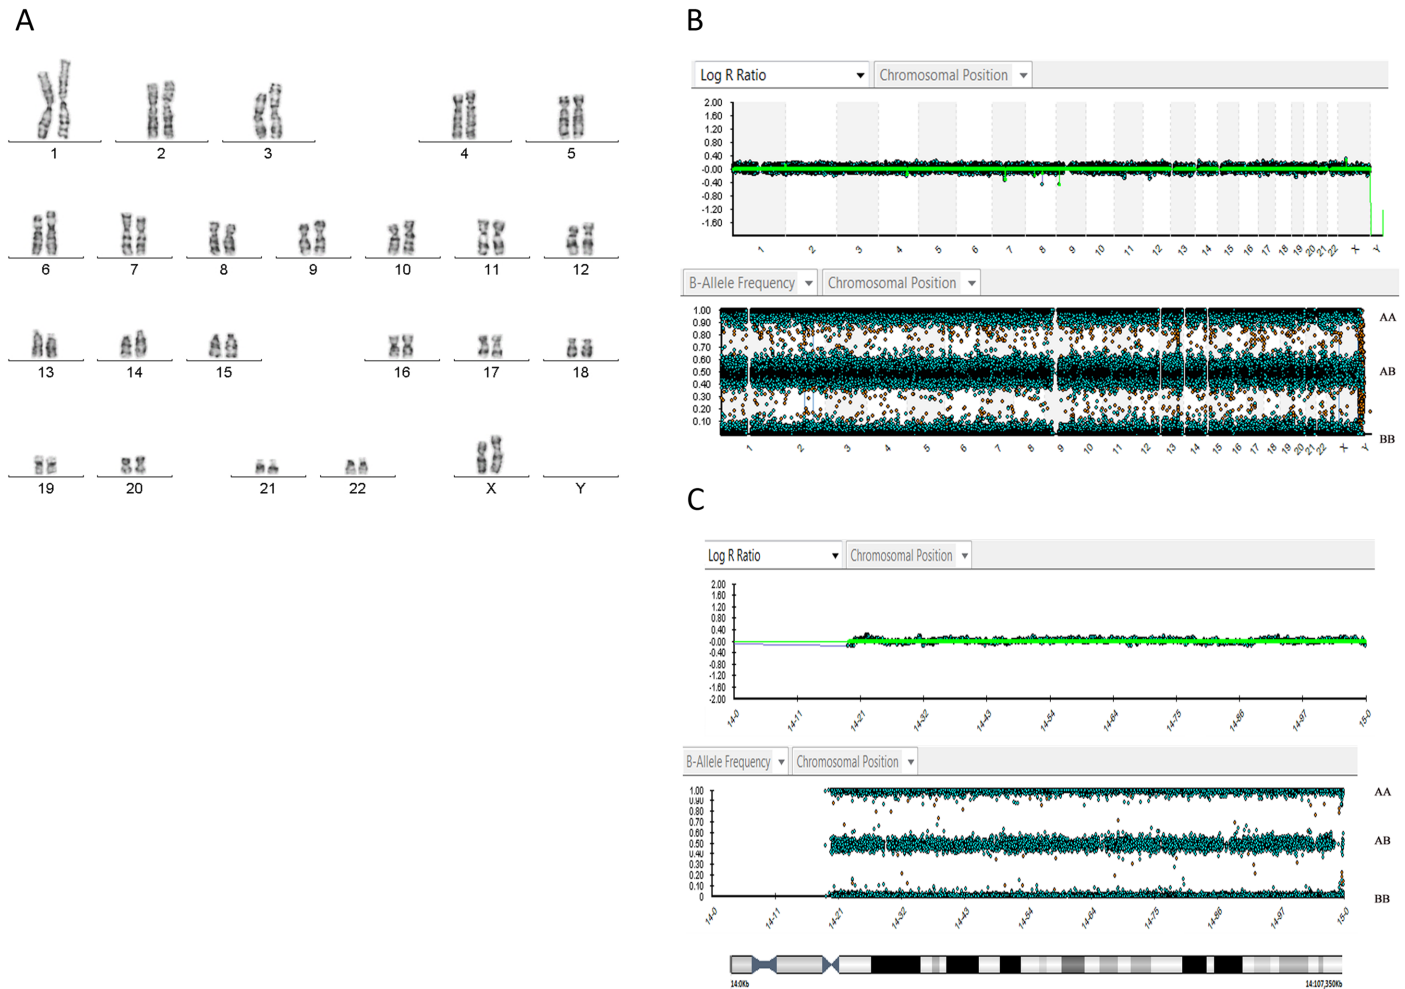 A
1 2 3 4 5
6 7 8 9 10 11 12
13 14 15 16 17 18
19 20 21 22 X Y
B
Log R Ratio Chromosomal Position
2.00
1.60
1.20
0.80
0.40
-0.00
-0.40
-0.80
-1.20
-1.60
1 2 3 4 5 6 7 8 9 10 11 12 13 14 15 16 17 18 19 20 21 22 X Y
B-Allele Frequency Chromosomal Position
1.00
0.90
0.80
0.70
0.60
0.50
0.40
0.30
0.20
0.10
AA
AB
BB
1 2 3 4 5 6 7 8 9 10 11 12 13 14 15 16 17 18 19 20 21 22 X Y
C
Log R Ratio Chromosomal Position
2.00
1.60
1.20
0.80
0.40
-0.00
-0.40
-0.80
-1.20
-1.60
-2.00
14-0 14-11 14-21 14-32 14-43 14-54 14-64 14-75 14-86 14-97 15-0
B-Allele Frequency Chromosomal Position
1.00
0.90
0.80
0.70
0.60
0.50
0.40
0.30
0.20
0.10
0
AA
AB
BB
14-0 14-11 14-21 14-32 14-43 14-54 14-64 14-75 14-86 14-97 15-0
14:0Kb 14:107,350Kb